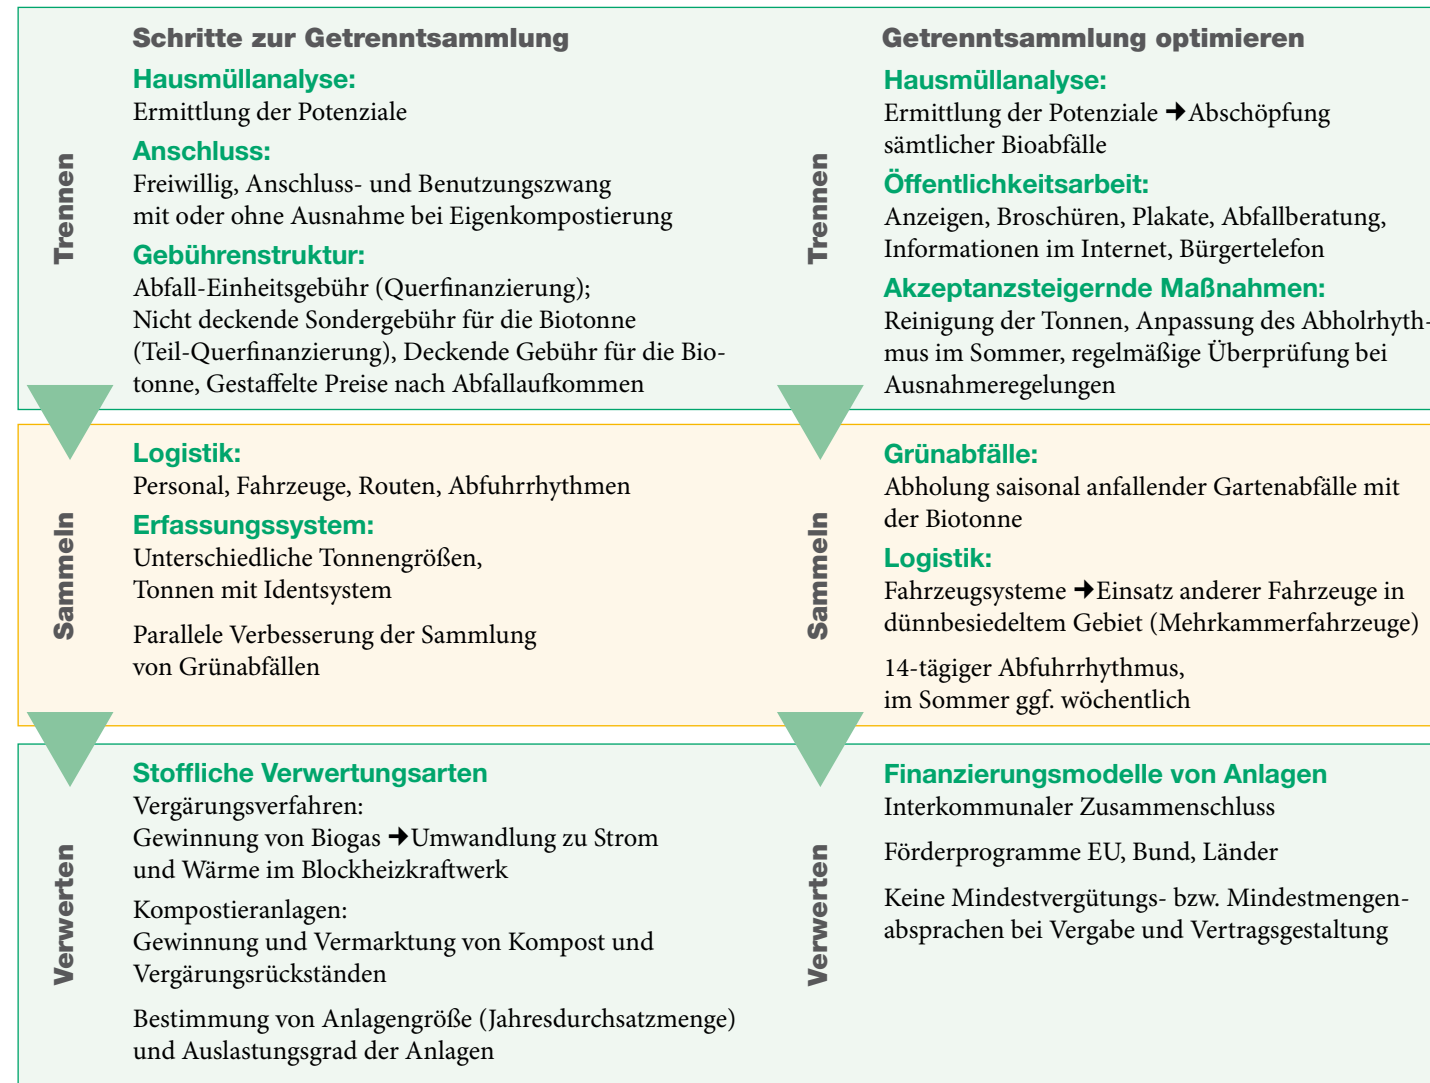 Schritte zur Getrenntsammlung
Trennen
Hausmüllanalyse:
Ermittlung der Potenziale
Anschluss:
Freiwillig, Anschluss- und Benutzungszwang
mit oder ohne Ausnahme bei Eigenkompostierung
Gebührenstruktur:
Abfall-Einheitsgebühr (Querfinanzierung);
Nicht deckende Sondergebühr für die Biotonne
(Teil-Querfinanzierung), Deckende Gebühr für die Bio-
tonne, Gestaffelte Preise nach Abfallaufkommen
Sammeln
Logistik:
Personal, Fahrzeuge, Routen, Abfuhrrhythmen
Erfassungssystem:
Unterschiedliche Tonnengrößen,
Tonnen mit Identsystem
Parallele Verbesserung der Sammlung
von Grünabfällen
Verwerten
Stoffliche Verwertungsarten
Vergärungsverfahren:
Gewinnung von Biogas ➜Umwandlung zu Strom
und Wärme im Blockheizkraftwerk
Kompostieranlagen:
Gewinnung und Vermarktung von Kompost und
Vergärungsrückständen
Bestimmung von Anlagengröße (Jahresdurchsatzmenge)
und Auslastungsgrad der Anlagen
Getrenntsammlung optimieren
Trennen
Hausmüllanalyse:
Ermittlung der Potenziale ➜Abschöpfung
sämtlicher Bioabfälle
Öffentlichkeitsarbeit:
Anzeigen, Broschüren, Plakate, Abfallberatung,
Informationen im Internet, Bürgertelefon
Akzeptanzsteigernde Maßnahmen:
Reinigung der Tonnen, Anpassung des Abholrhyth-
mus im Sommer, regelmäßige Überprüfung bei
Ausnahmeregelungen
Sammeln
Grünabfälle:
Abholung saisonal anfallender Gartenabfälle mit
der Biotonne
Logistik:
Fahrzeugsysteme ➜Einsatz anderer Fahrzeuge in
dünnbesiedeltem Gebiet (Mehrkammerfahrzeuge)
14-tägiger Abfuhrrhythmus,
im Sommer ggf. wöchentlich
Verwerten
Finanzierungsmodelle von Anlagen
Interkommunaler Zusammenschluss
Förderprogramme EU, Bund, Länder
Keine Mindestvergütungs- bzw. Mindestmengen-
absprachen bei Vergabe und Vertragsgestaltung